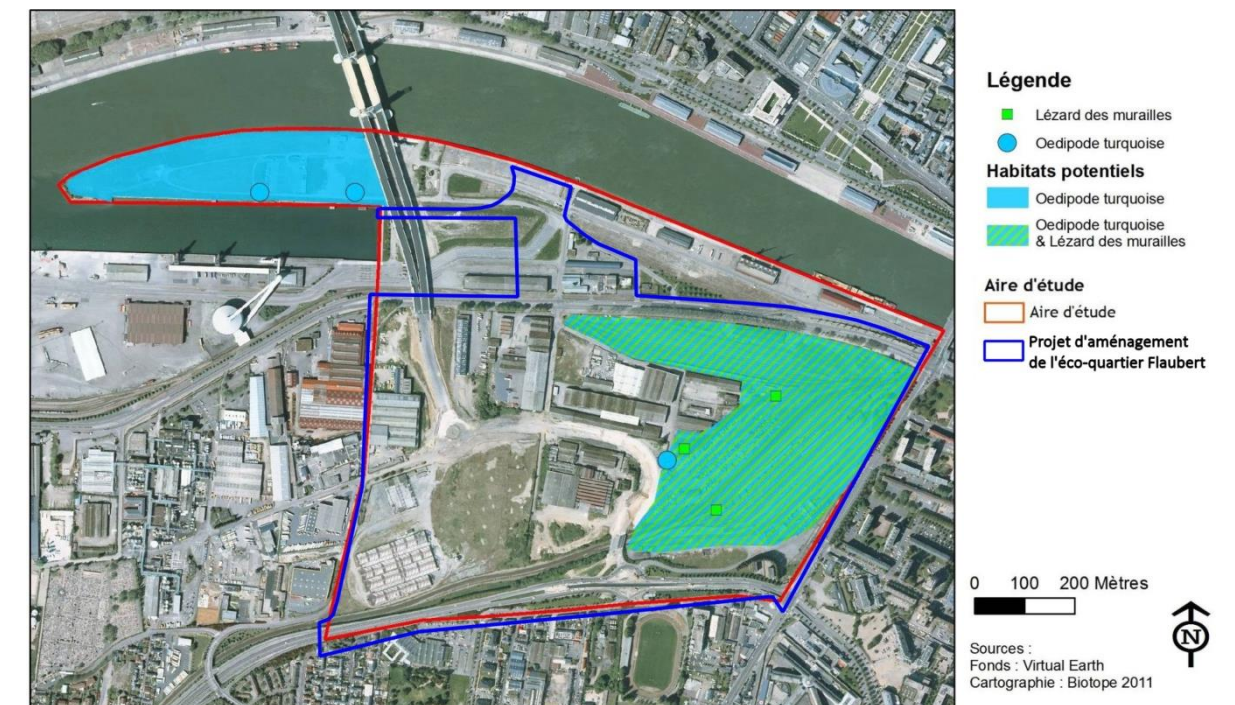 Légende
Lézard des murailles
Oedipode turquoise
Habitats potentiels
Oedipode turquoise
Oedipode turquoise
& Lézard des murailles
Aire d'étude
Aire d'étude
Projet d'aménagement
de l'éco-quartier Flaubert
0 100 200 Mètres
N
Sources :
Fonds : Virtual Earth
Cartographie : Biotope 2011